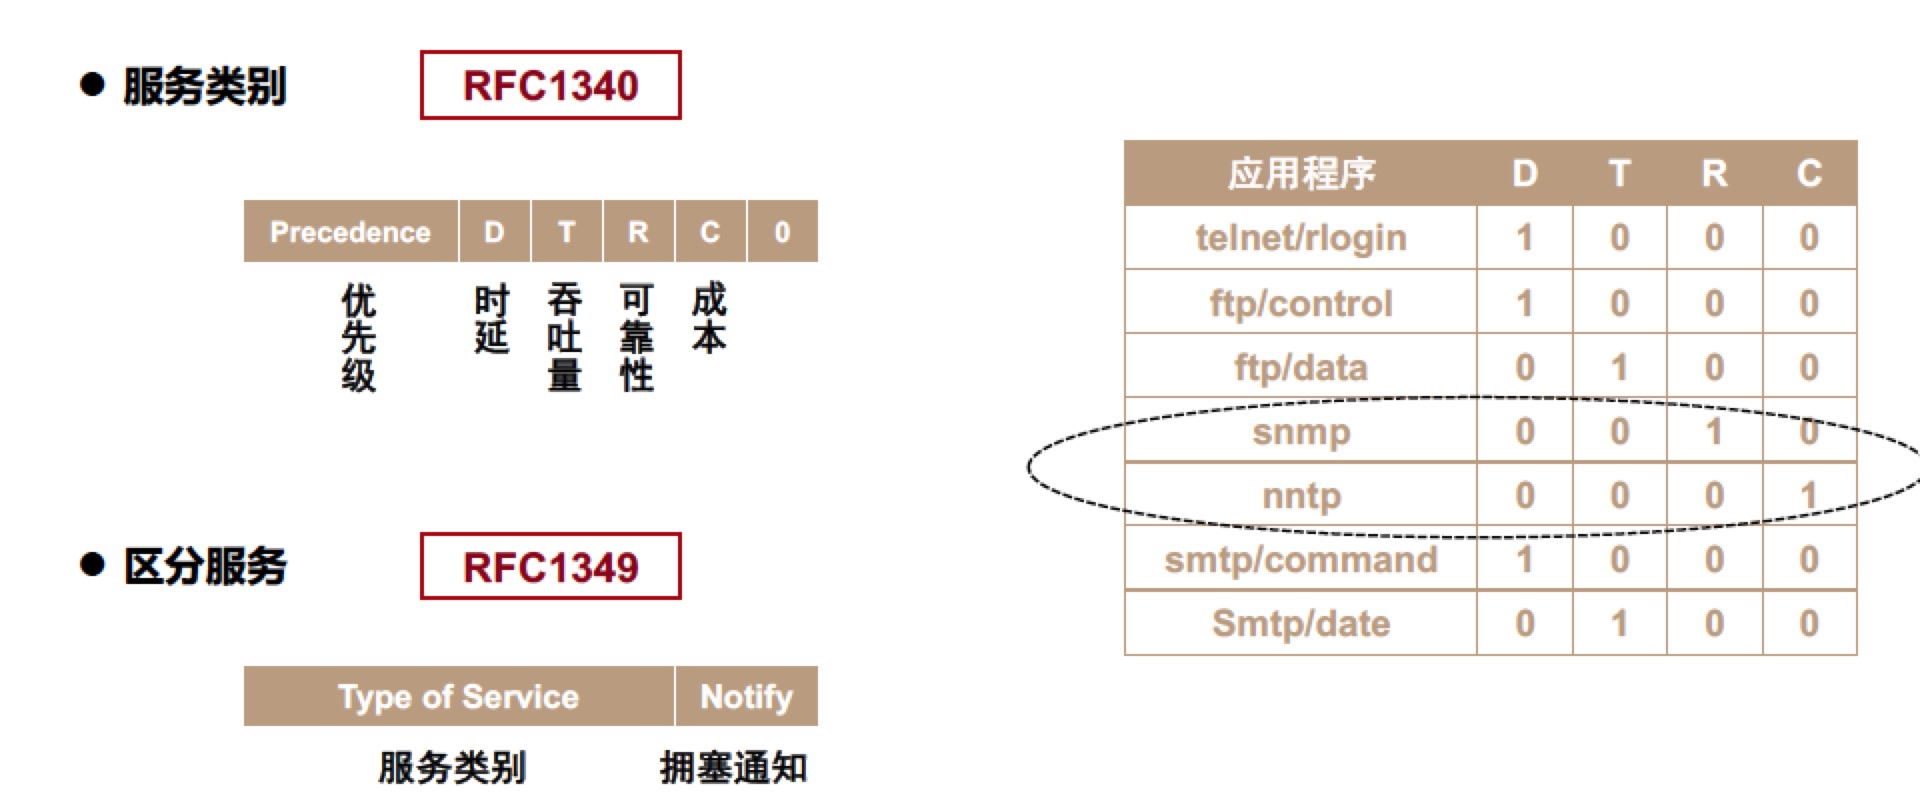 ● 服务类别 RFC1340
Precedence D T R C 0
优先级 时延 吞吐量 可靠性 成本
● 区分服务 RFC1349
Type of Service Notify
服务类别 拥塞通知
应用程序 D T R C
telnet/rlogin 1 0 0 0
ftp/control 1 0 0 0
ftp/data 0 1 0 0
snmp 0 0 1 0
nntp 0 0 0 1
smtp/command 1 0 0 0
Smtp/date 0 1 0 0